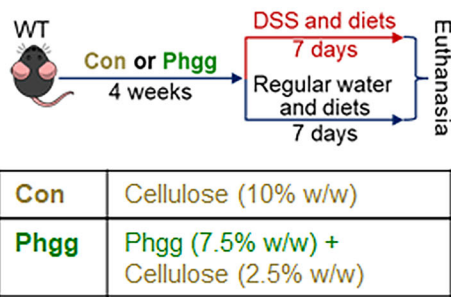 WT
Con or Phgg
4 weeks
DSS and diets
7 days
Regular water
and diets
7 days
Euthanasia
Con Cellulose (10% w/w)
Phgg Phgg (7.5% w/w) +
Cellulose (2.5% w/w)